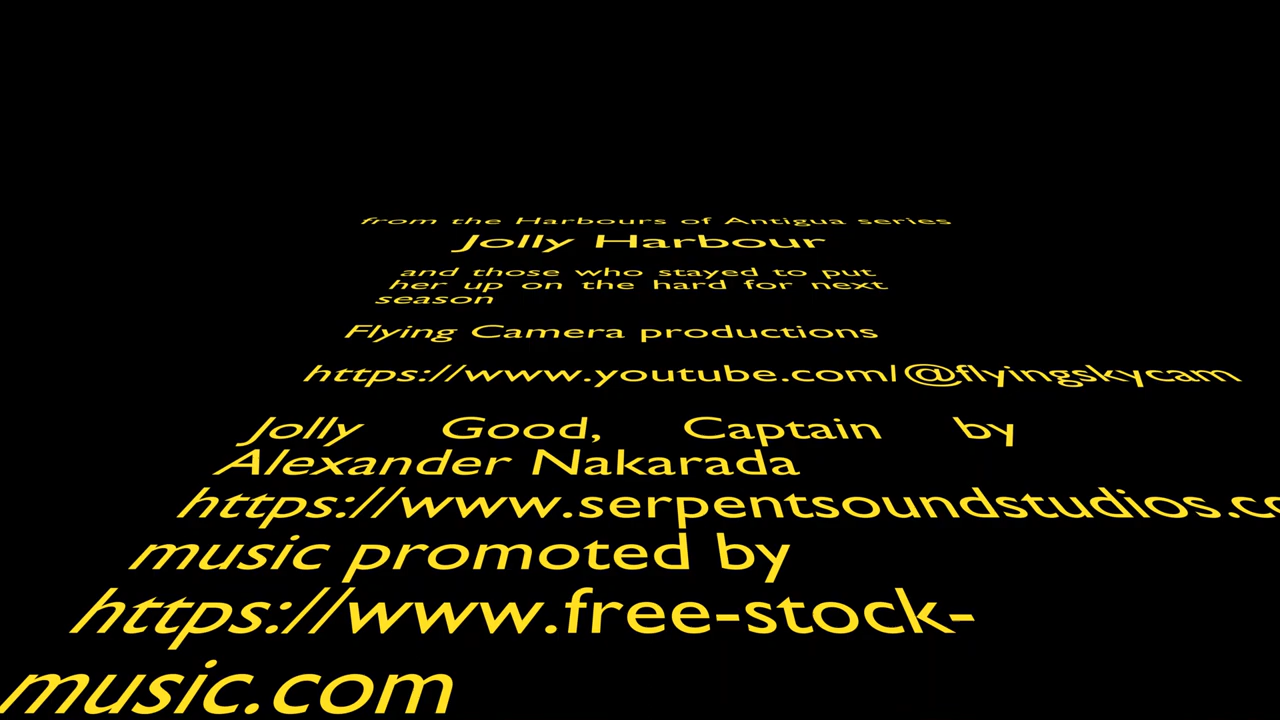 from the Harbours of Antigua series
Jolly Harbour
and those who stayed to put
her up on the hard for next
season
Flying Camera productions
https://www.youtube.com/@flyingskycam
Jolly Good, Captain by
Alexander Nakarada
https://www.serpentsoundstudios.co
music promoted by
https://www.free-stock-
music.com